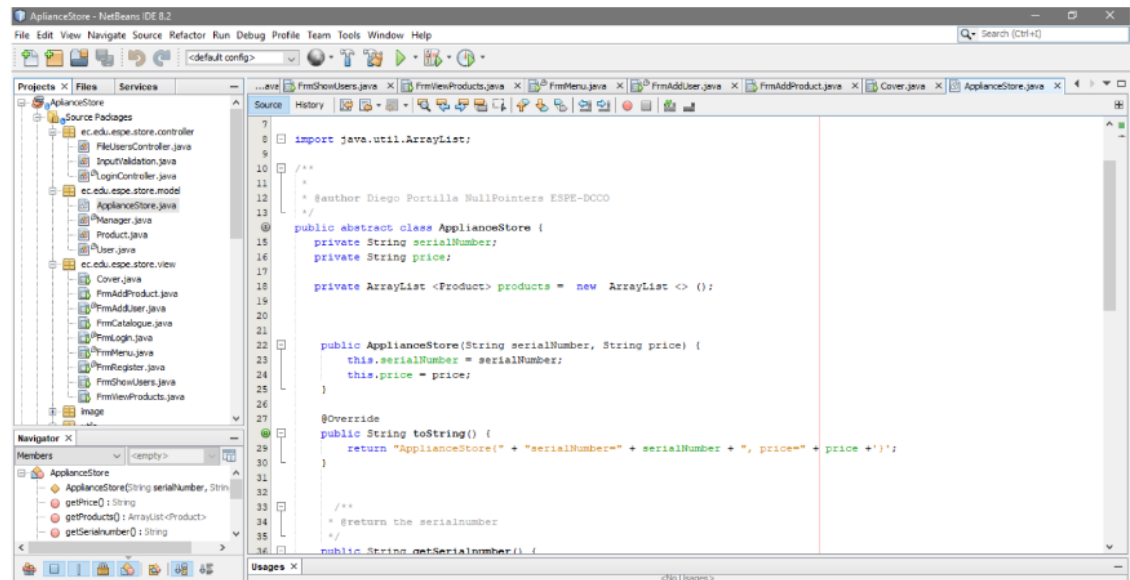 AplianceStore - NetBeans IDE 8.2
File Edit View Navigate Source Refactor Run Debug Profile Team Tools Window Help
Search (Ctrl+I)
<default config>
Projects Files Services
AplianceStore
Source Packages
ec.edu.espe.store.controller
FileUsersController.java
InputValidation.java
LoginController.java
ec.edu.espe.store.model
ApplianceStore.java
Manager.java
Product.java
User.java
ec.edu.espe.store.view
Cover.java
FrmAddProduct.java
FrmAddUser.java
FrmCatalogue.java
FrmLogin.java
FrmMenu.java
FrmRegister.java
FrmShowUsers.java
FrmViewProducts.java
image
Navigator
Members <empty>
ApplianceStore
ApplianceStore(String serialNumber, Strin
getPrice() : String
getProducts() : ArrayList<Product>
getSerialnumber() : String
...ave FrmShowUsers.java FrmViewProducts.java FrmMenu.java FrmAddUser.java FrmAddProduct.java Cover.java ApplianceStore.java
Source History
7
8 import java.util.ArrayList;
9
10 /**
11 *
12 * @author Diego Portilla NullPointers ESPE-DCCO
13 */
public abstract class ApplianceStore {
15 private String serialNumber;
16 private String price;
17
18 private ArrayList <Product> products = new ArrayList <> ();
19
20
21
22 public ApplianceStore(String serialNumber, String price) {
23 this.serialNumber = serialNumber;
24 this.price = price;
25 }
26
27 @Override
public String toString() {
29 return "ApplianceStore{" + "serialNumber=" + serialNumber + ", price=" + price +'}';
30 }
31
32
33 /**
34 * @return the serialnumber
35 */
36 public String getSerialnumber() {
Usages
<No Usages>